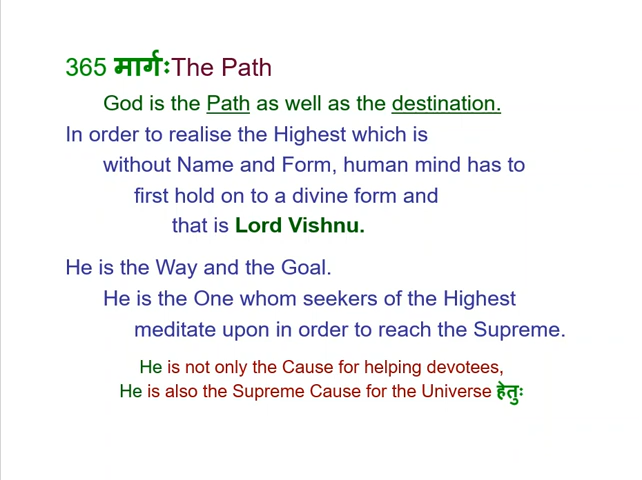 365 मार्गः The Path
God is the Path as well as the destination.
In order to realise the Highest which is
without Name and Form, human mind has to
first hold on to a divine form and
that is Lord Vishnu.
He is the Way and the Goal.
He is the One whom seekers of the Highest
meditate upon in order to reach the Supreme.
He is not only the Cause for helping devotees,
He is also the Supreme Cause for the Universe हेतुः